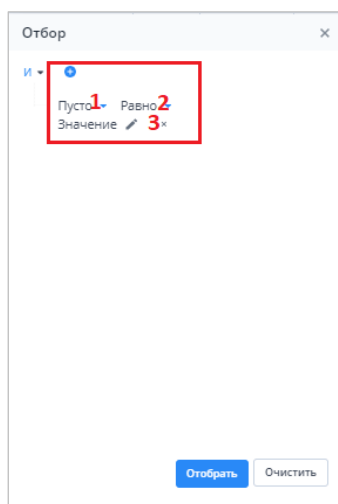 Отбор ×
И
Пусто 1 Равно 2
Значение 3 ×
Отобрать Очистить